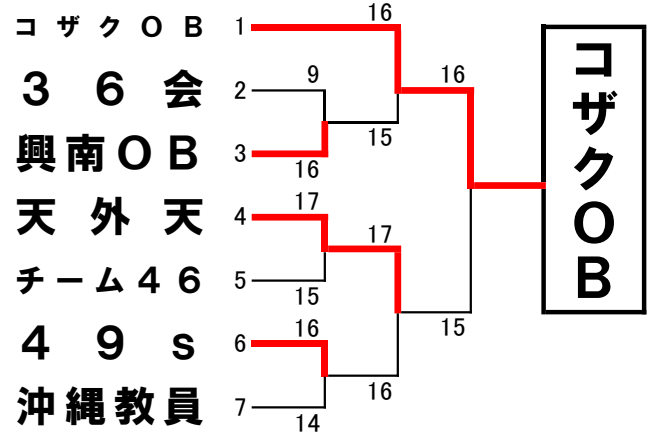 コザクOB 1 16
36会 2 9 16
興南OB 3 16 15
天外天 4 17 17
チーム46 5 15 15
49s 6 16 16
沖縄教員 7 14
コザクOB